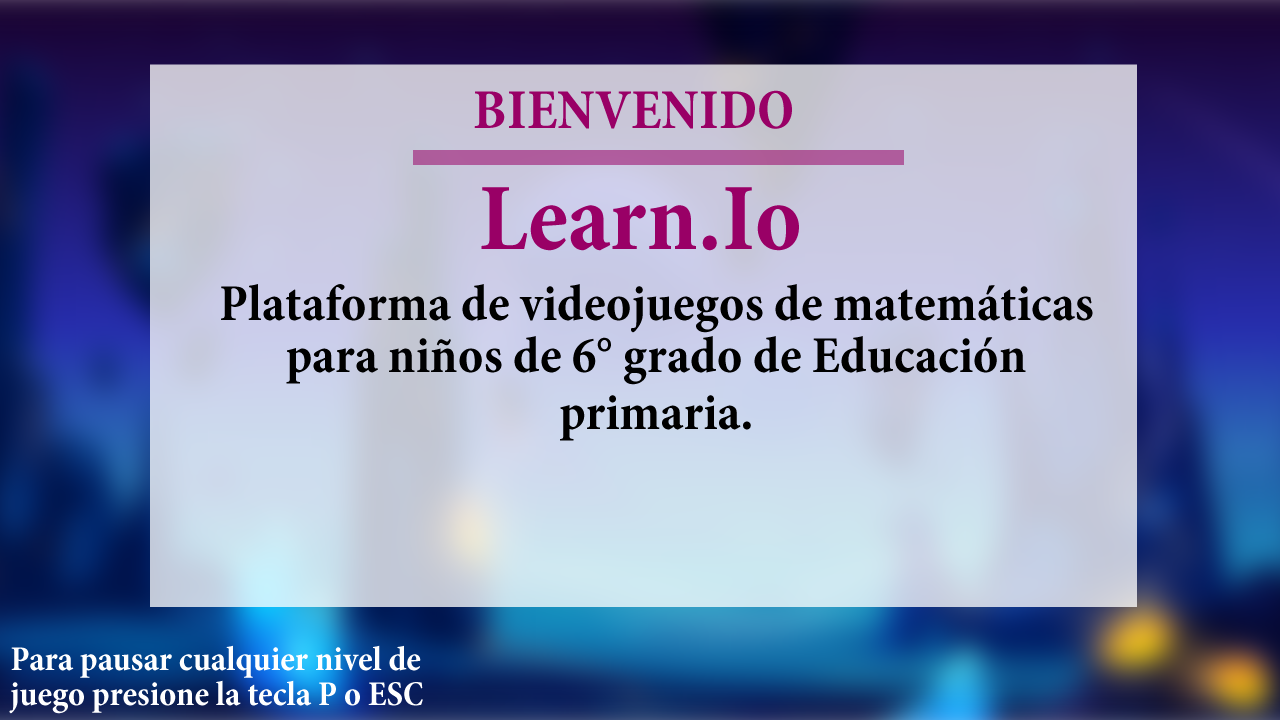 BIENVENIDO
Learn.Io
Plataforma de videojuegos de matemáticas
para niños de 6° grado de Educación
primaria.
Para pausar cualquier nivel de
juego presione la tecla P o ESC